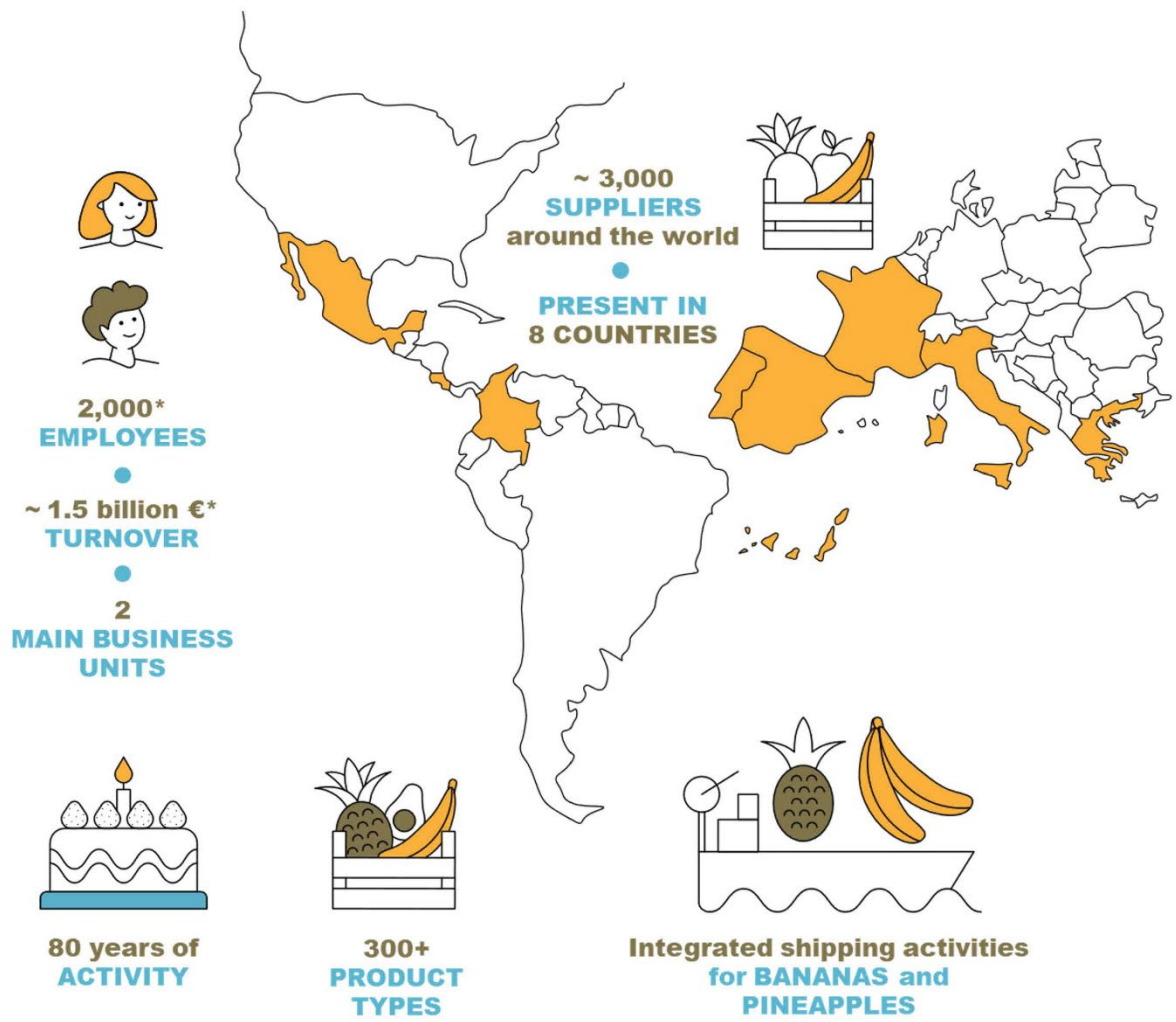 ~ 3,000
SUPPLIERS
around the world
PRESENT IN
8 COUNTRIES
2,000*
EMPLOYEES
~ 1.5 billion €*
TURNOVER
2
MAIN BUSINESS
UNITS
80 years of
ACTIVITY
300+
PRODUCT
TYPES
Integrated shipping activities
for BANANAS and
PINEAPPLES